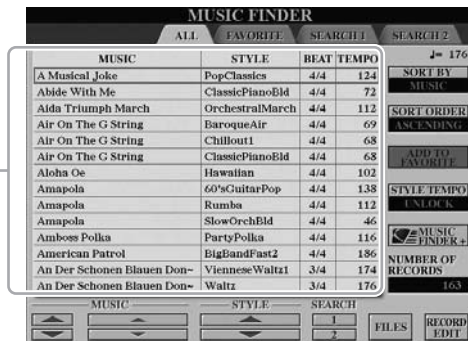 MUSIC FINDER
ALL FAVORITE SEARCH 1 SEARCH 2
MUSIC STYLE BEAT TEMPO
♩= 176
A Musical Joke PopClassics 4/4 124
Abide With Me ClassicPianoBld 4/4 72
Aida Triumph March OrchestralMarch 4/4 112
Air On The G String BaroqueAir 4/4 69
Air On The G String Chillout1 4/4 68
Air On The G String ClassicPianoBld 4/4 68
Aloha Oe Hawaiian 4/4 102
Amapola 60'sGuitarPop 4/4 138
Amapola Rumba 4/4 112
Amapola SlowOrchBld 4/4 46
Amboss Polka PartyPolka 4/4 116
American Patrol BigBandFast2 4/4 186
An Der Schonen Blauen Don~ VienneseWaltz1 3/4 174
An Der Schonen Blauen Don~ Waltz 3/4 176
SORT BY
MUSIC
SORT ORDER
ASCENDING
ADD TO
FAVORITE
STYLE TEMPO
UNLOCK
MUSIC
FINDER+
NUMBER OF
RECORDS
163
MUSIC STYLE SEARCH
1
2
FILES
RECORD
EDIT